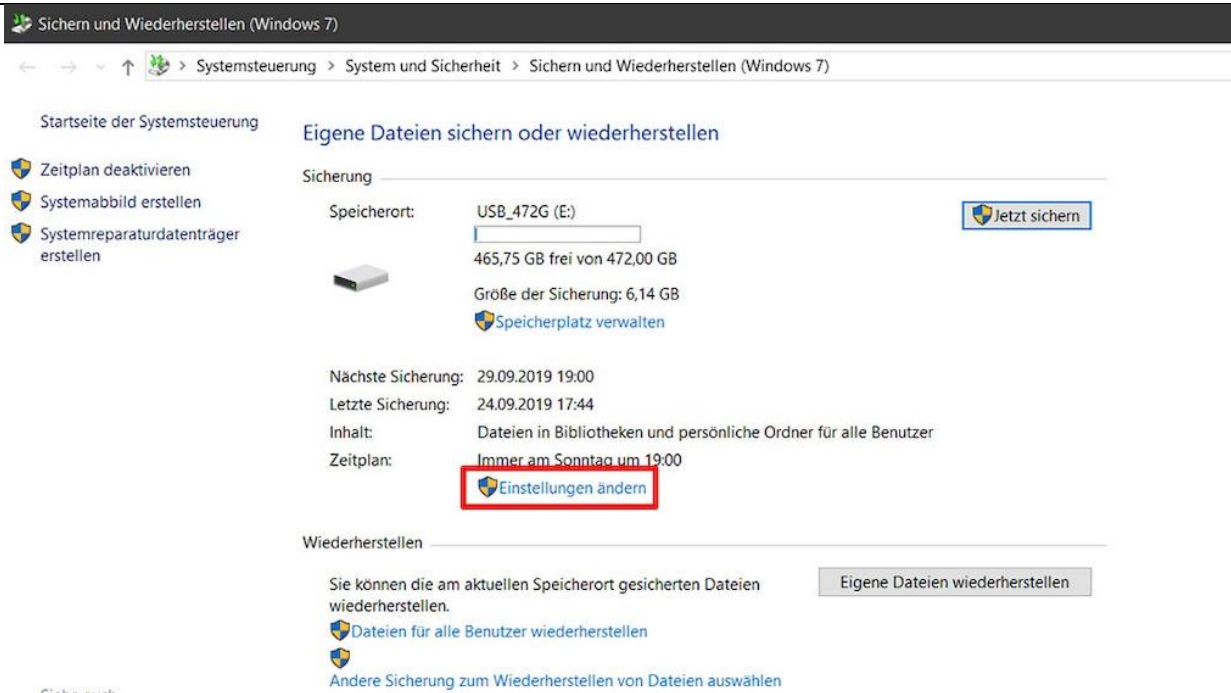 Sichern und Wiederherstellen (Windows 7)
Systemsteuerung > System und Sicherheit > Sichern und Wiederherstellen (Windows 7)
Startseite der Systemsteuerung
Zeitplan deaktivieren
Systemabbild erstellen
Systemreparaturdatenträger
erstellen
Eigene Dateien sichern oder wiederherstellen
Sicherung
Speicherort: USB_472G (E:)
Jetzt sichern
465,75 GB frei von 472,00 GB
Größe der Sicherung: 6,14 GB
Speicherplatz verwalten
Nächste Sicherung: 29.09.2019 19:00
Letzte Sicherung: 24.09.2019 17:44
Inhalt: Dateien in Bibliotheken und persönliche Ordner für alle Benutzer
Zeitplan: Immer am Sonntag um 19:00
Einstellungen ändern
Wiederherstellen
Sie können die am aktuellen Speicherort gesicherten Dateien
wiederherstellen.
Eigene Dateien wiederherstellen
Dateien für alle Benutzer wiederherstellen
Andere Sicherung zum Wiederherstellen von Dateien auswählen